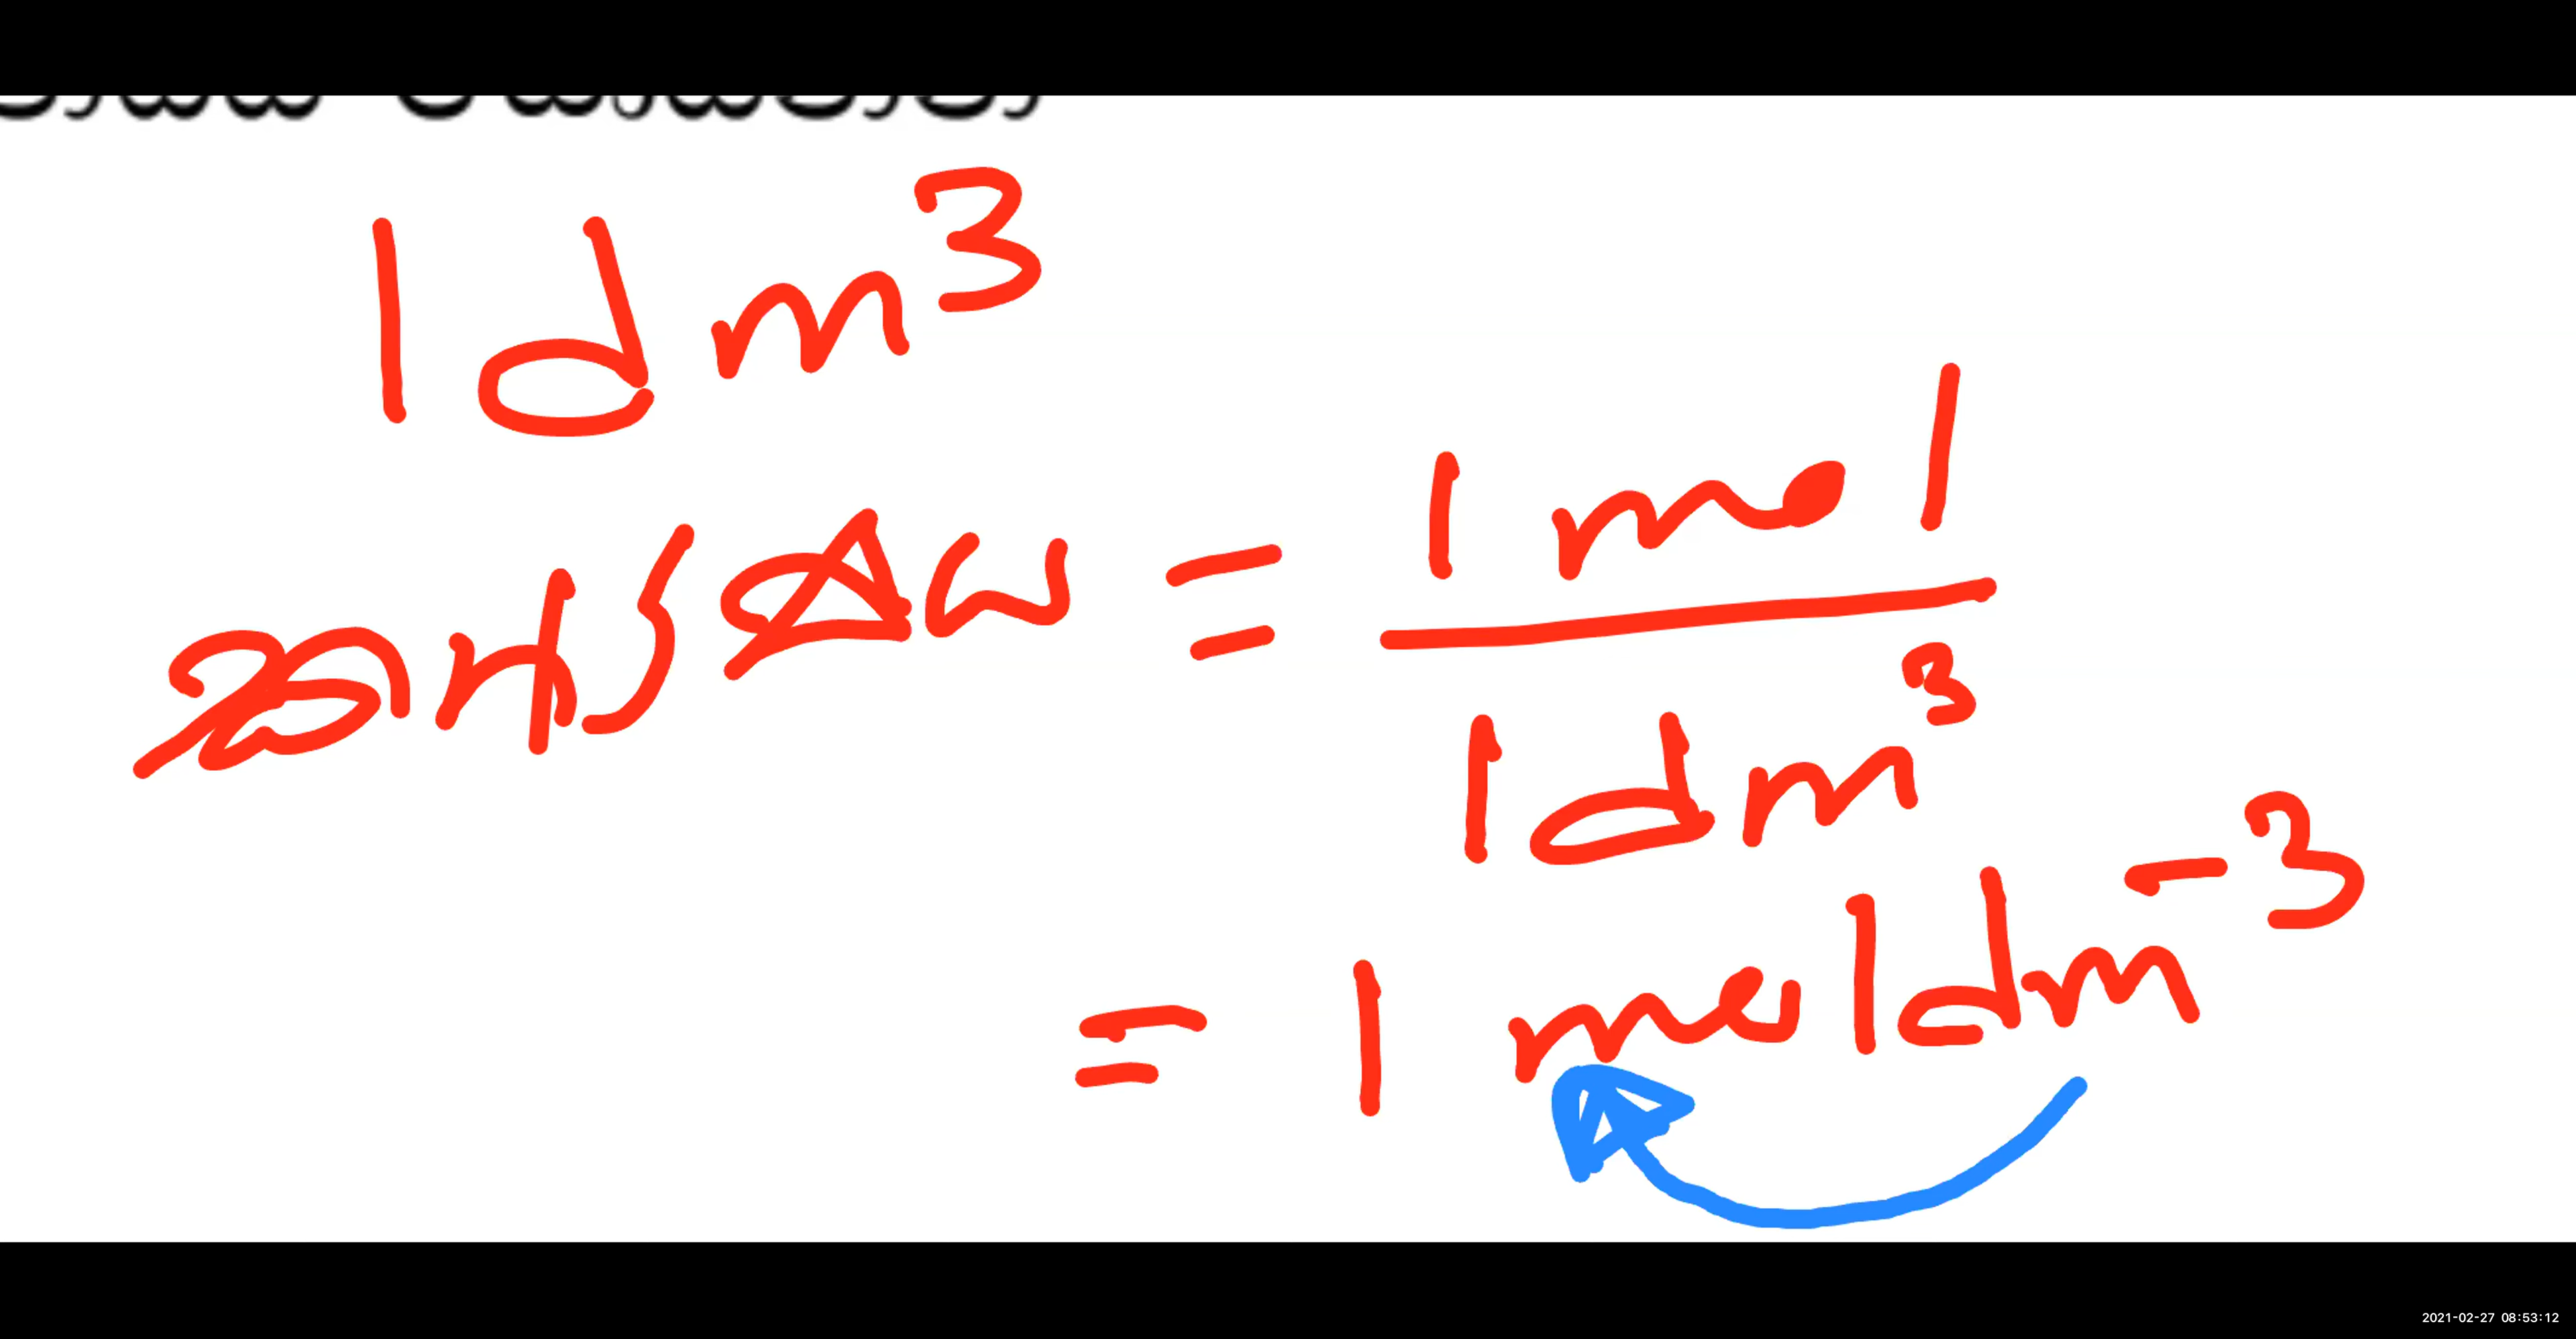 1 dm³
සාන්ද්‍රණය = 1 mol / 1 dm³
= 1 mol dm⁻³
2021-02-27 08:53:12